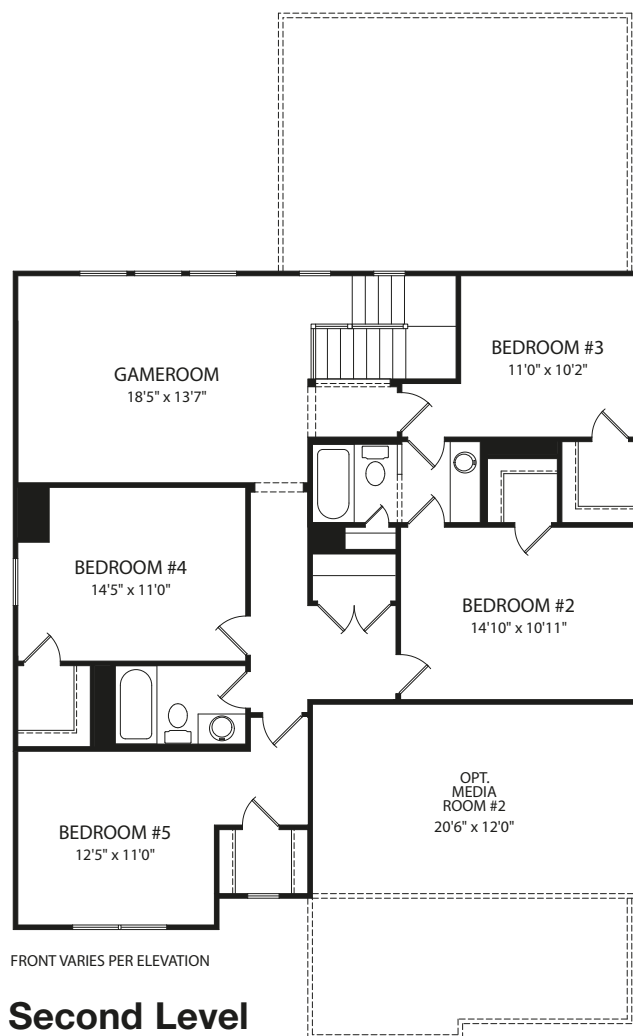 BEDROOM #3
11'0" x 10'2"
GAMEROOM
18'5" x 13'7"
BEDROOM #4
14'5" x 11'0"
BEDROOM #2
14'10" x 10'11"
OPT.
MEDIA
ROOM #2
20'6" x 12'0"
BEDROOM #5
12'5" x 11'0"
FRONT VARIES PER ELEVATION
Second Level